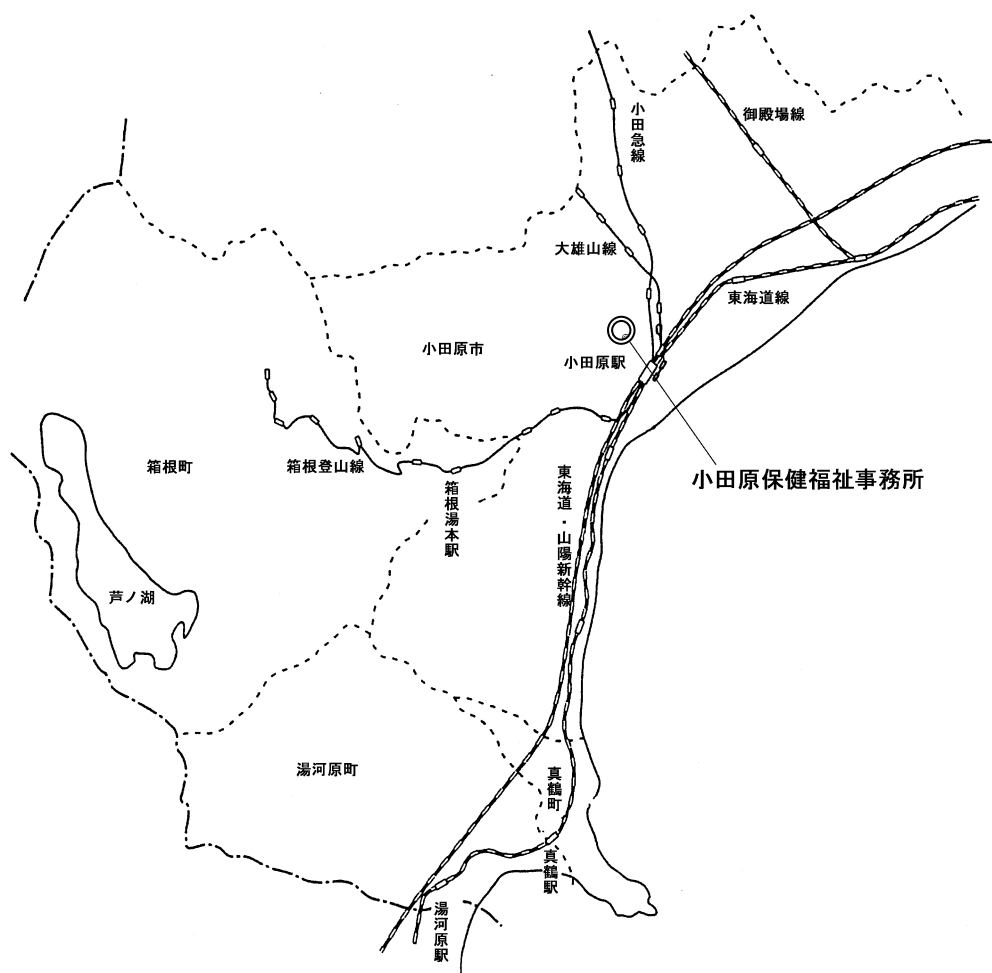 小田急線
御殿場線
大雄山線
東海道線
小田原市
小田原駅
箱根町
箱根登山線
箱根湯本駅
東海道・山陽新幹線
小田原保健福祉事務所
芦ノ湖
湯河原町
真鶴町
真鶴駅
湯河原駅